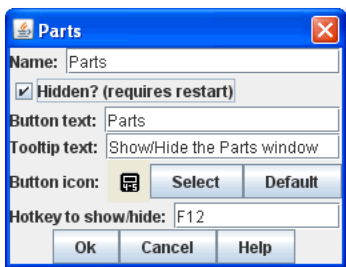 Parts
Name: Parts
Hidden? (requires restart)
Button text: Parts
Tooltip text: Show/Hide the Parts window
Button icon: Select Default
Hotkey to show/hide: F12
Ok Cancel Help